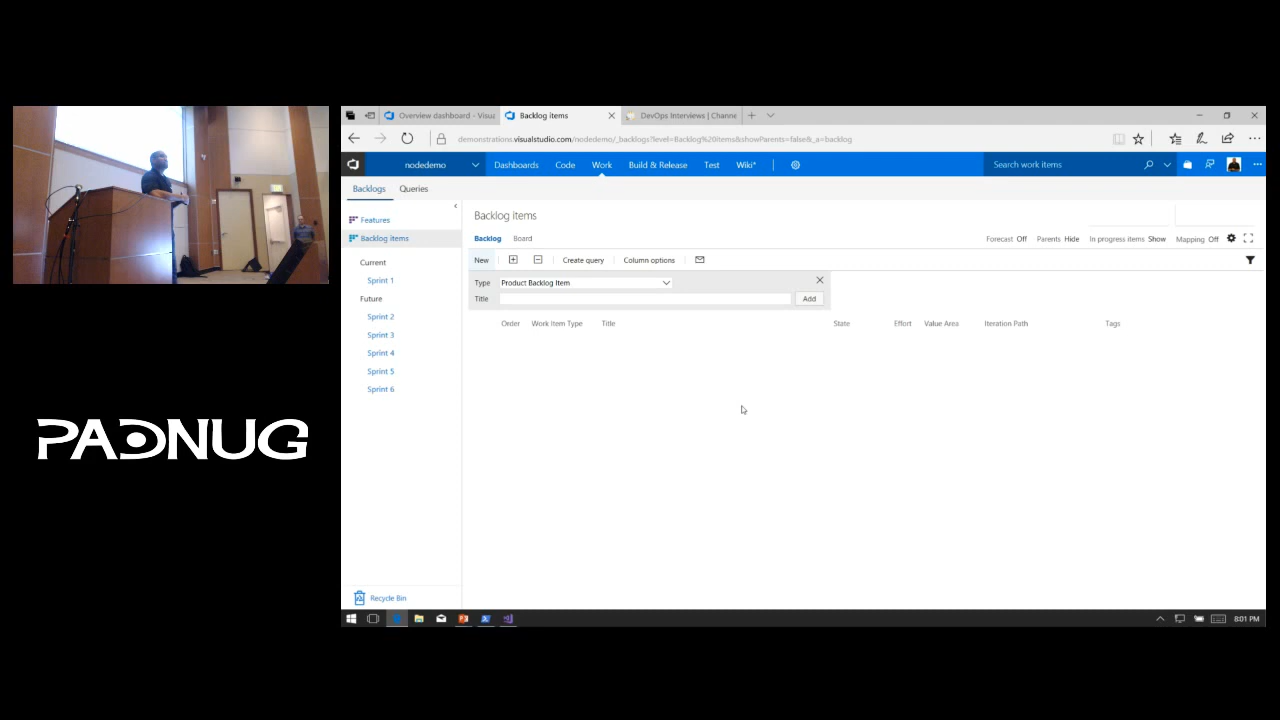 PADNUG
Overview dashboard - Visua
Backlog items
DevOps Interviews | Channe
demonstrations.visualstudio.com/nodedemo/_backlogs?level=Backlog%20items&showParents=false&_a=backlog
nodedemo
Dashboards
Code
Work
Build & Release
Test
Wiki*
Search work items
Backlogs
Queries
Features
Backlog items
Current
Sprint 1
Future
Sprint 2
Sprint 3
Sprint 4
Sprint 5
Sprint 6
Recycle Bin
Backlog items
Backlog
Board
Forecast Off
Parents Hide
In progress items Show
Mapping Off
New
Create query
Column options
Type
Product Backlog Item
Title
Add
Order
Work Item Type
Title
State
Effort
Value Area
Iteration Path
Tags
8:01 PM